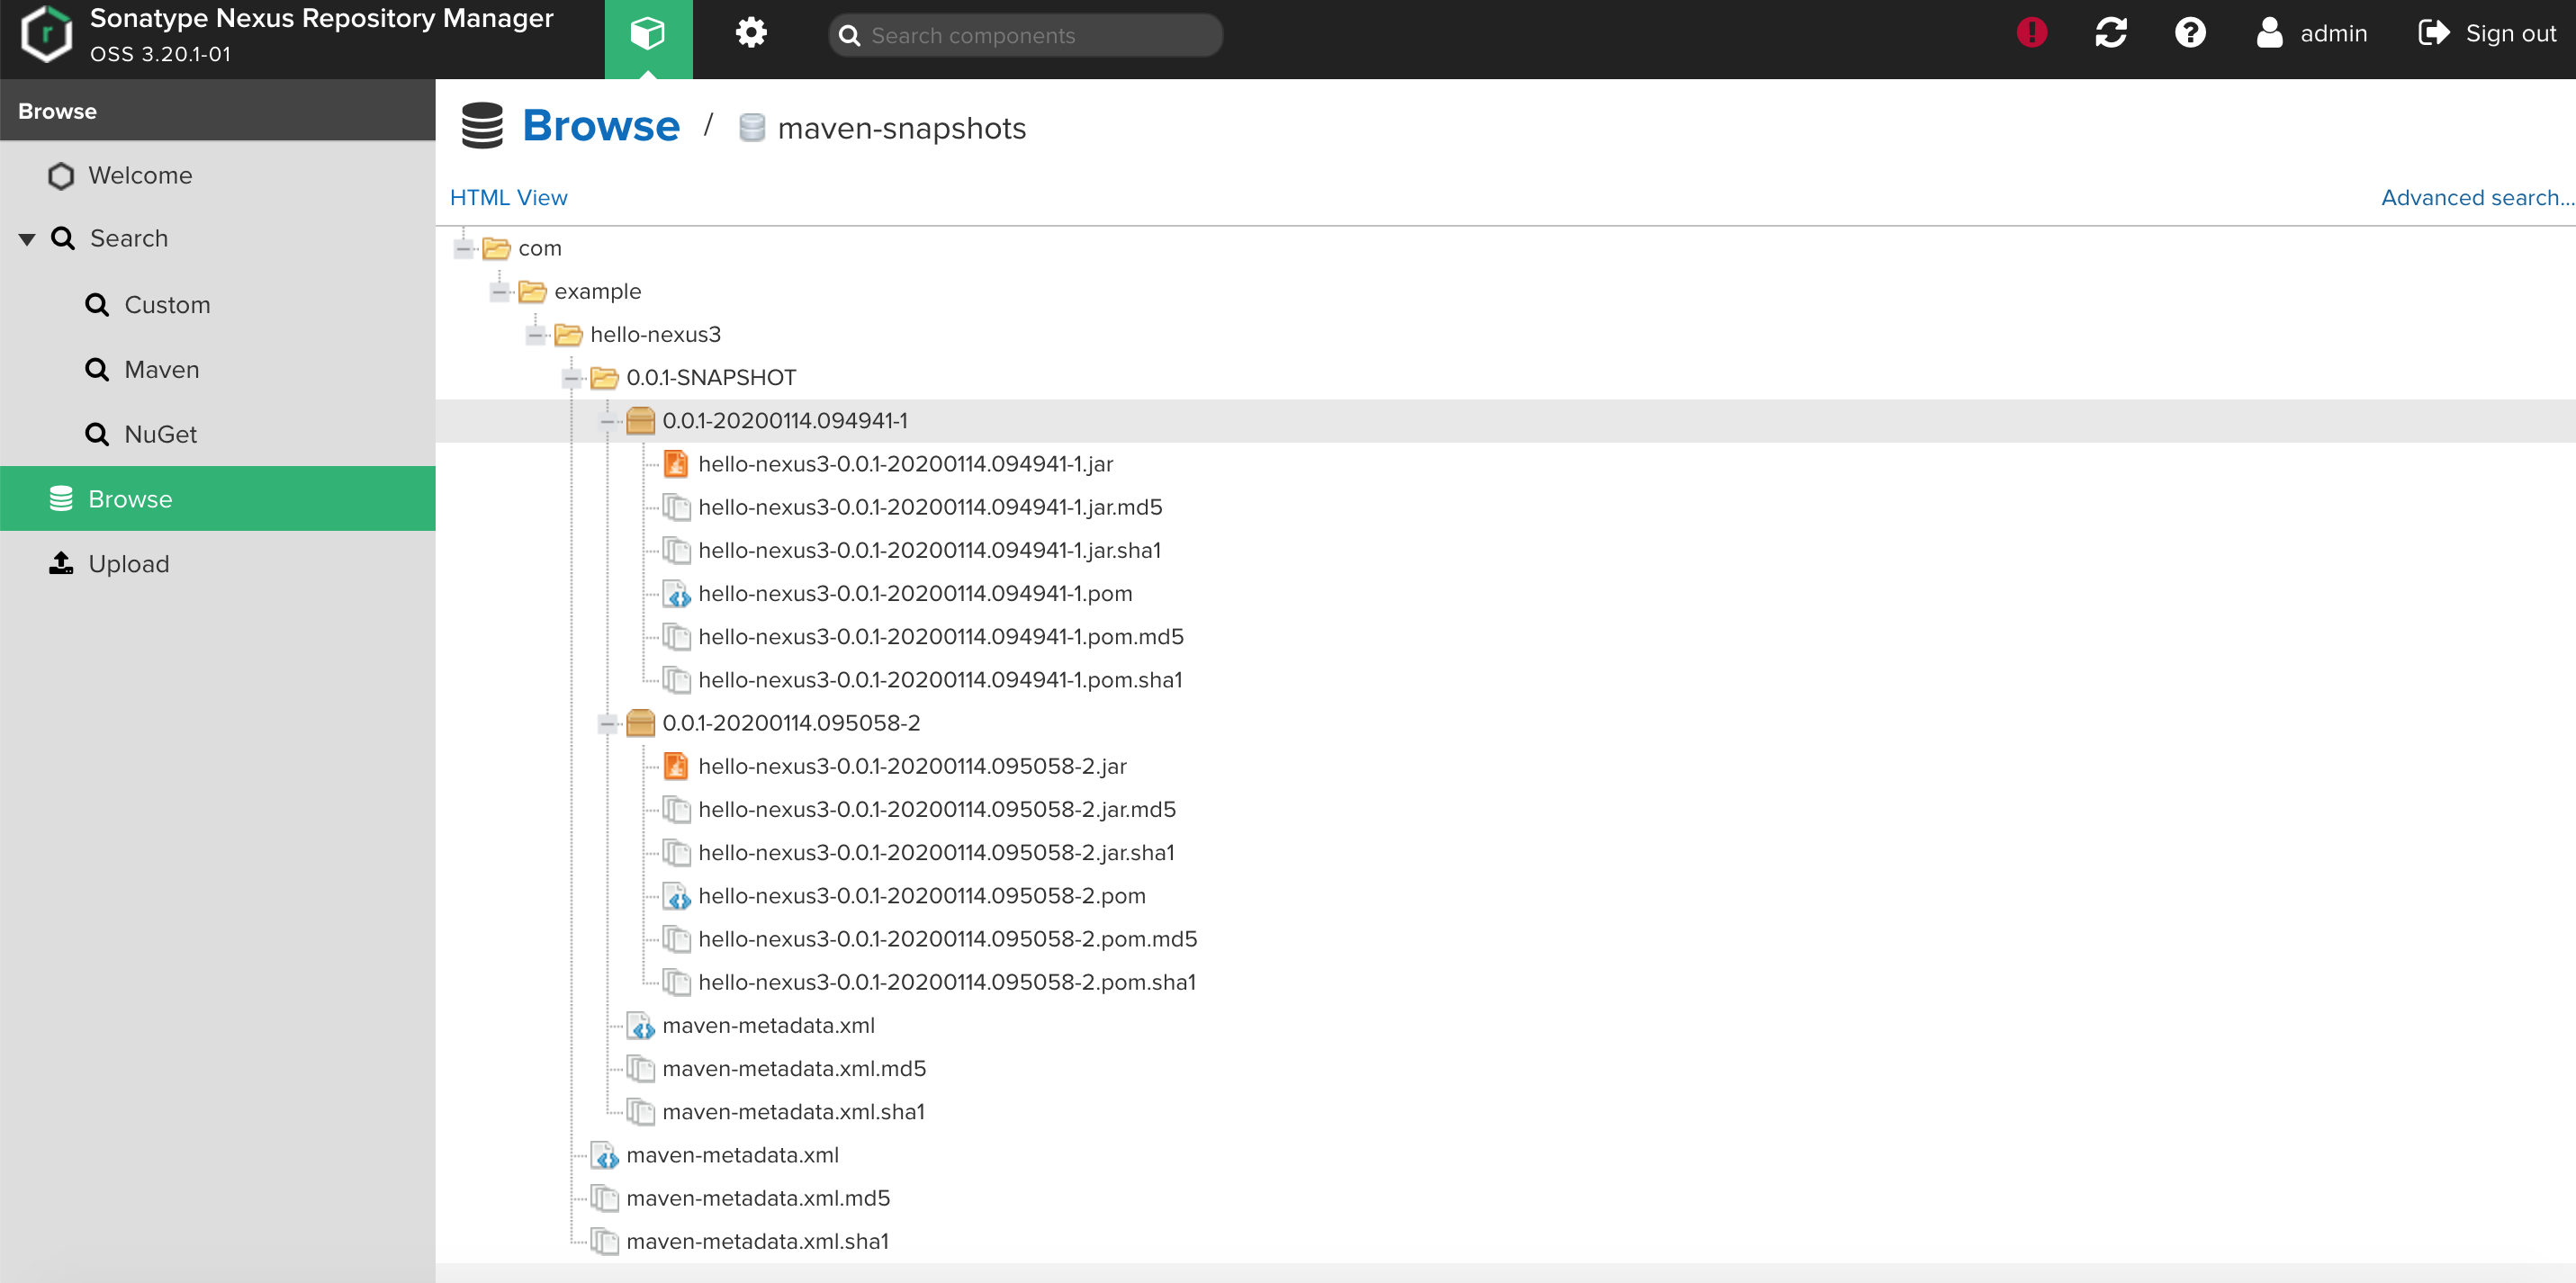 Sonatype Nexus Repository Manager
OSS 3.20.1-01
Search components
admin
Sign out
Browse
Welcome
Search
Custom
Maven
NuGet
Browse
Upload
Browse / maven-snapshots
HTML View
Advanced search...
com
example
hello-nexus3
0.0.1-SNAPSHOT
0.0.1-20200114.094941-1
hello-nexus3-0.0.1-20200114.094941-1.jar
hello-nexus3-0.0.1-20200114.094941-1.jar.md5
hello-nexus3-0.0.1-20200114.094941-1.jar.sha1
hello-nexus3-0.0.1-20200114.094941-1.pom
hello-nexus3-0.0.1-20200114.094941-1.pom.md5
hello-nexus3-0.0.1-20200114.094941-1.pom.sha1
0.0.1-20200114.095058-2
hello-nexus3-0.0.1-20200114.095058-2.jar
hello-nexus3-0.0.1-20200114.095058-2.jar.md5
hello-nexus3-0.0.1-20200114.095058-2.jar.sha1
hello-nexus3-0.0.1-20200114.095058-2.pom
hello-nexus3-0.0.1-20200114.095058-2.pom.md5
hello-nexus3-0.0.1-20200114.095058-2.pom.sha1
maven-metadata.xml
maven-metadata.xml.md5
maven-metadata.xml.sha1
maven-metadata.xml
maven-metadata.xml.md5
maven-metadata.xml.sha1